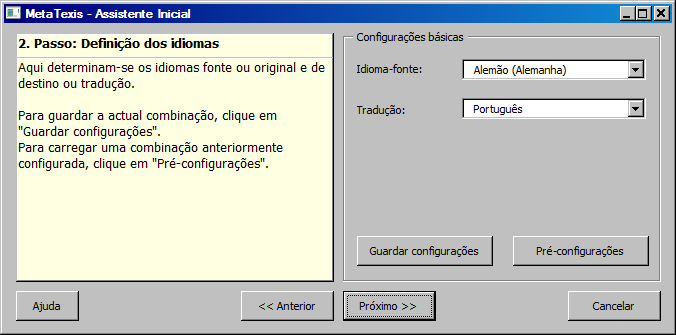 MetaTexis - Assistente Inicial
2. Passo: Definição dos idiomas
Aqui determinam-se os idiomas fonte ou original e de
destino ou tradução.
Para guardar a actual combinação, clique em
"Guardar configurações".
Para carregar uma combinação anteriormente
configurada, clique em "Pré-configurações".
Configurações básicas
Idioma-fonte:
Alemão (Alemanha)
Tradução:
Português
Guardar configurações
Pré-configurações
Ajuda
<< Anterior
Próximo >>
Cancelar